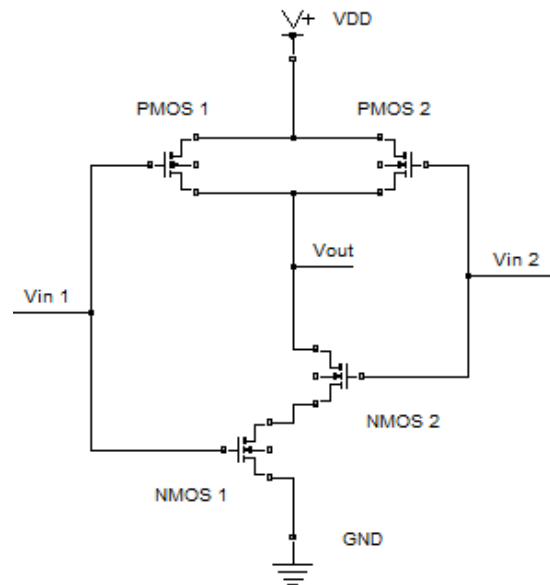 V+ VDD
PMOS 1 PMOS 2
Vout
Vin 2
Vin 1
NMOS 2
NMOS 1
GND